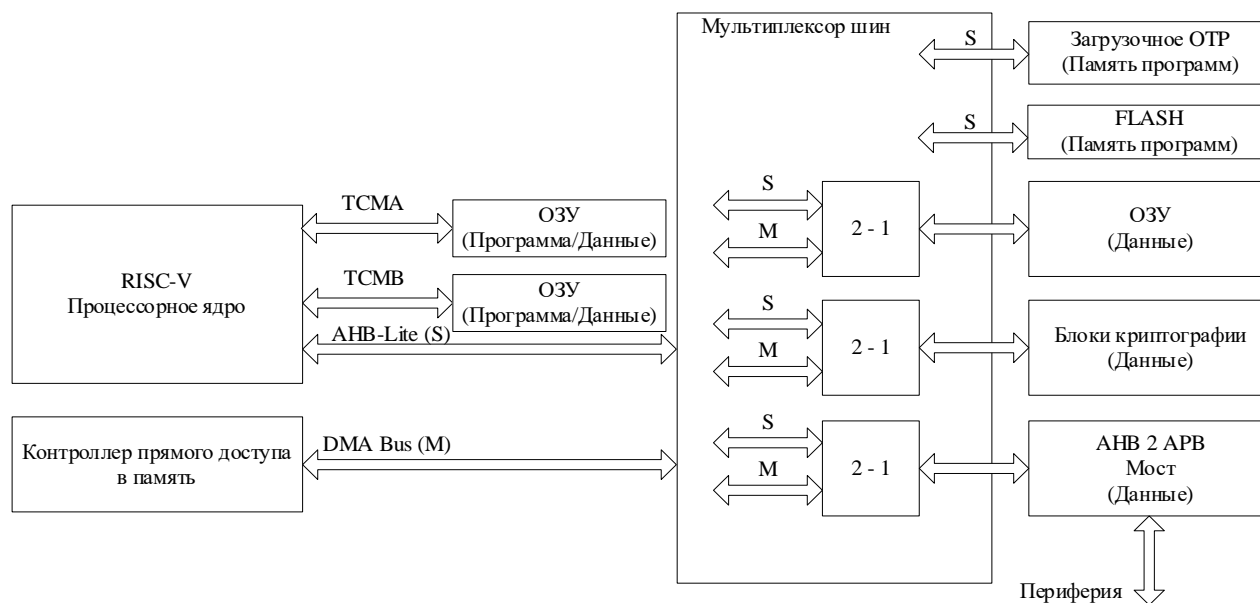 Мультиплексор шин
S
Загрузочное OTP
(Память программ)
S
FLASH
(Память программ)
RISC-V
Процессорное ядро
TCMA
ОЗУ
(Программа/Данные)
TCMB
ОЗУ
(Программа/Данные)
AHB-Lite (S)
S
M
2 - 1
ОЗУ
(Данные)
S
M
2 - 1
Блоки криптографии
(Данные)
Контроллер прямого доступа
в память
DMA Bus (M)
S
M
2 - 1
AHB 2 APB
Мост
(Данные)
Периферия